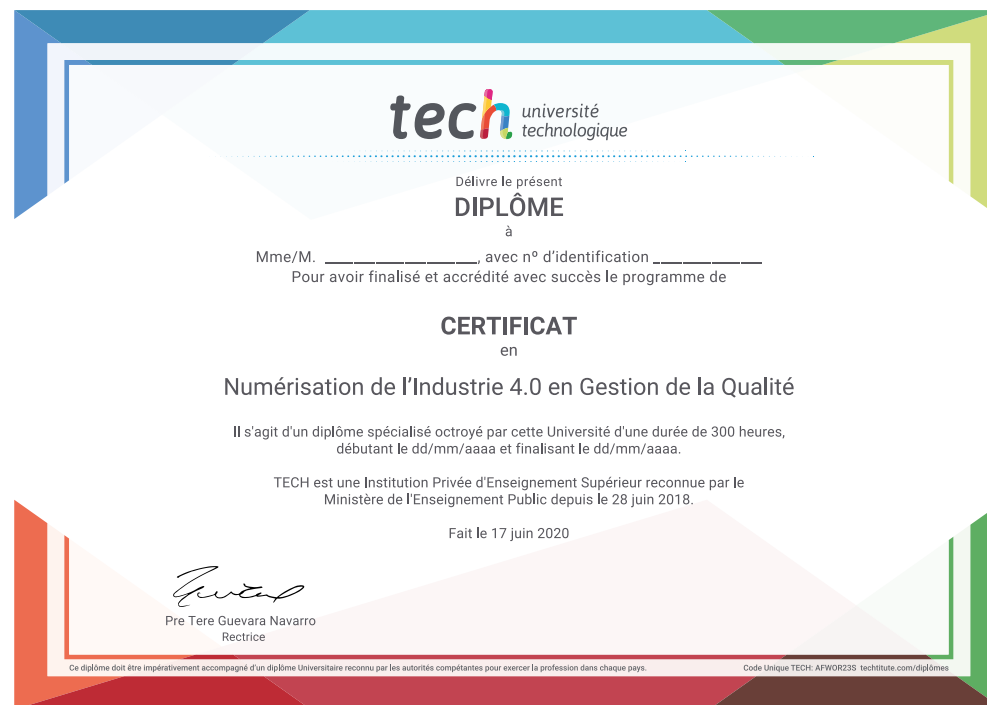 tech université
technologique
Délivre le présent
DIPLÔME
à
Mme/M. ________________, avec nº d'identification ___________
Pour avoir finalisé et accrédité avec succès le programme de
CERTIFICAT
en
Numérisation de l'Industrie 4.0 en Gestion de la Qualité
Il s'agit d'un diplôme spécialisé octroyé par cette Université d'une durée de 300 heures,
débutant le dd/mm/aaaa et finalisant le dd/mm/aaaa.
TECH est une Institution Privée d'Enseignement Supérieur reconnue par le
Ministère de l'Enseignement Public depuis le 28 juin 2018.
Fait le 17 juin 2020
Pre Tere Guevara Navarro
Rectrice
Ce diplôme doit être impérativement accompagné d'un diplôme Universitaire reconnu par les autorités compétantes pour exercer la profession dans chaque pays.
Code Unique TECH: AFWOR23S techtitute.com/diplômes